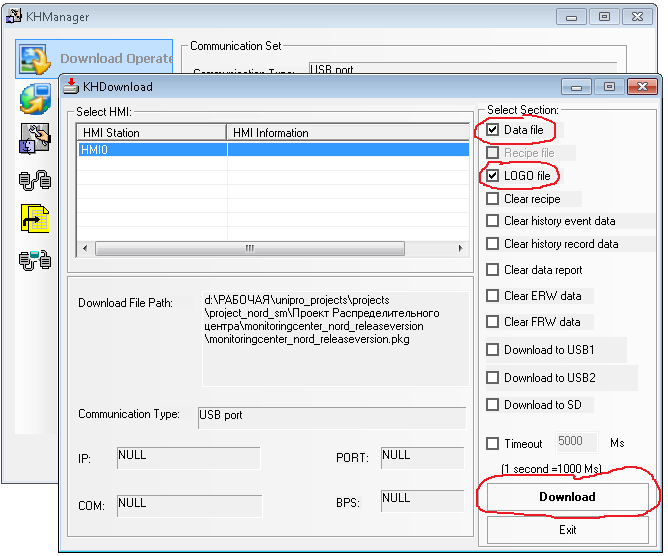 KHManager
Download Operate
Communication Set
Communication Type: USB port
KHDownload
Select HMI:
HMI Station HMI Information
HMI0
Download File Path:
d:\РАБОЧАЯ\unipro_projects\projects
\project_nord_sm\Проект Распределительного
центра\monitoringcenter_nord_releaseversion
\monitoringcenter_nord_releaseversion.pkg
Communication Type: USB port
IP: NULL PORT: NULL
COM: NULL BPS: NULL
Select Section:
Data file
Recipe file
LOGO file
Clear recipe
Clear history event data
Clear history record data
Clear data report
Clear ERW data
Clear FRW data
Download to USB1
Download to USB2
Download to SD
Timeout 5000 Ms
(1 second =1000 Ms)
Download
Exit